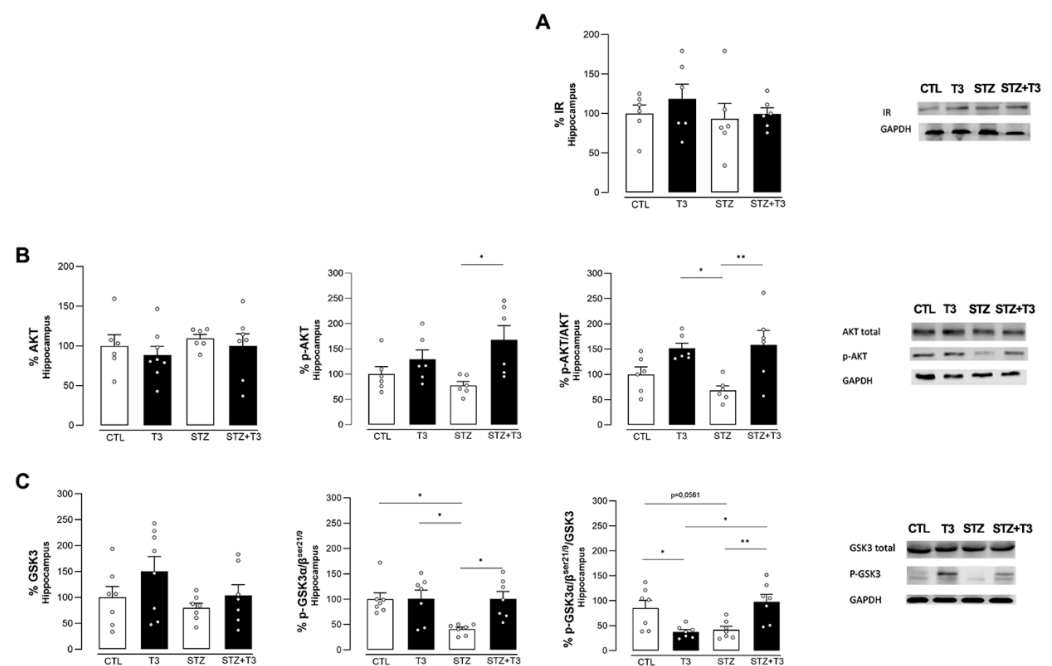 A
% IR
Hippocampus
200
150
100
50
0
CTL T3 STZ STZ+T3
CTL T3 STZ STZ+T3
IR
GAPDH
B
% AKT
Hippocampus
200
150
100
50
0
CTL T3 STZ STZ+T3
% p-AKT
Hippocampus
300
250
200
150
100
50
0
*
CTL T3 STZ STZ+T3
% p-AKT/AKT
Hippocampus
300
250
200
150
100
50
0
*
**
CTL T3 STZ STZ+T3
CTL T3 STZ STZ+T3
AKT total
p-AKT
GAPDH
C
% GSK3
Hippocampus
300
250
200
150
100
50
0
CTL T3 STZ STZ+T3
% p-GSK3α/βser21/9
Hippocampus
300
250
200
150
100
50
0
*
*
*
CTL T3 STZ STZ+T3
% p-GSK3α/βser21/9/GSK3
Hippocampus
300
250
200
150
100
50
0
p=0,0561
*
*
**
CTL T3 STZ STZ+T3
CTL T3 STZ STZ+T3
GSK3 total
P-GSK3
GAPDH